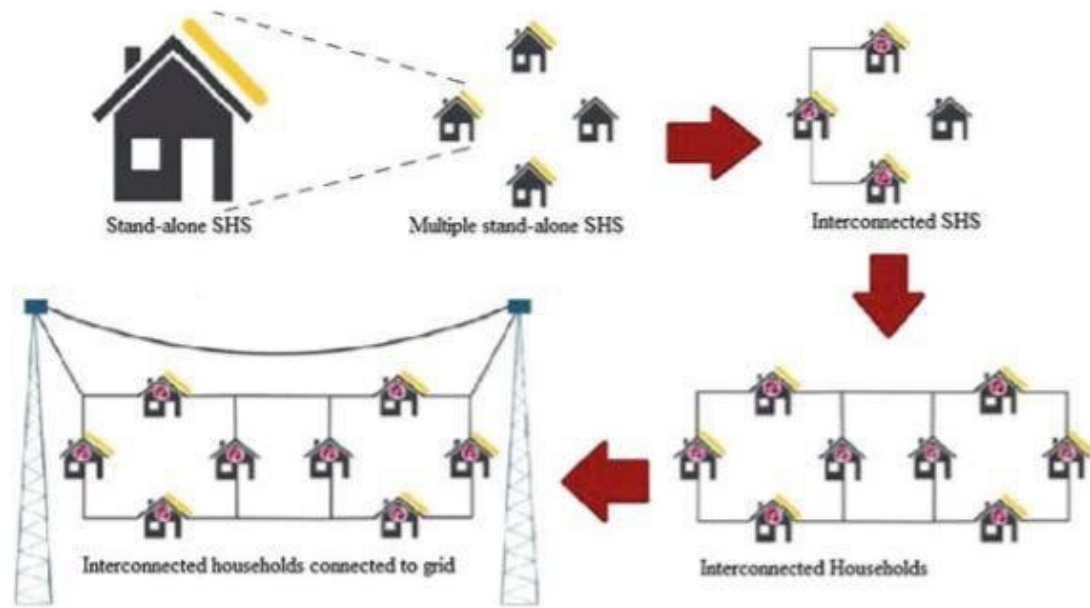 Stand-alone SHS
Multiple stand-alone SHS
Interconnected SHS
Interconnected households connected to grid
Interconnected Households